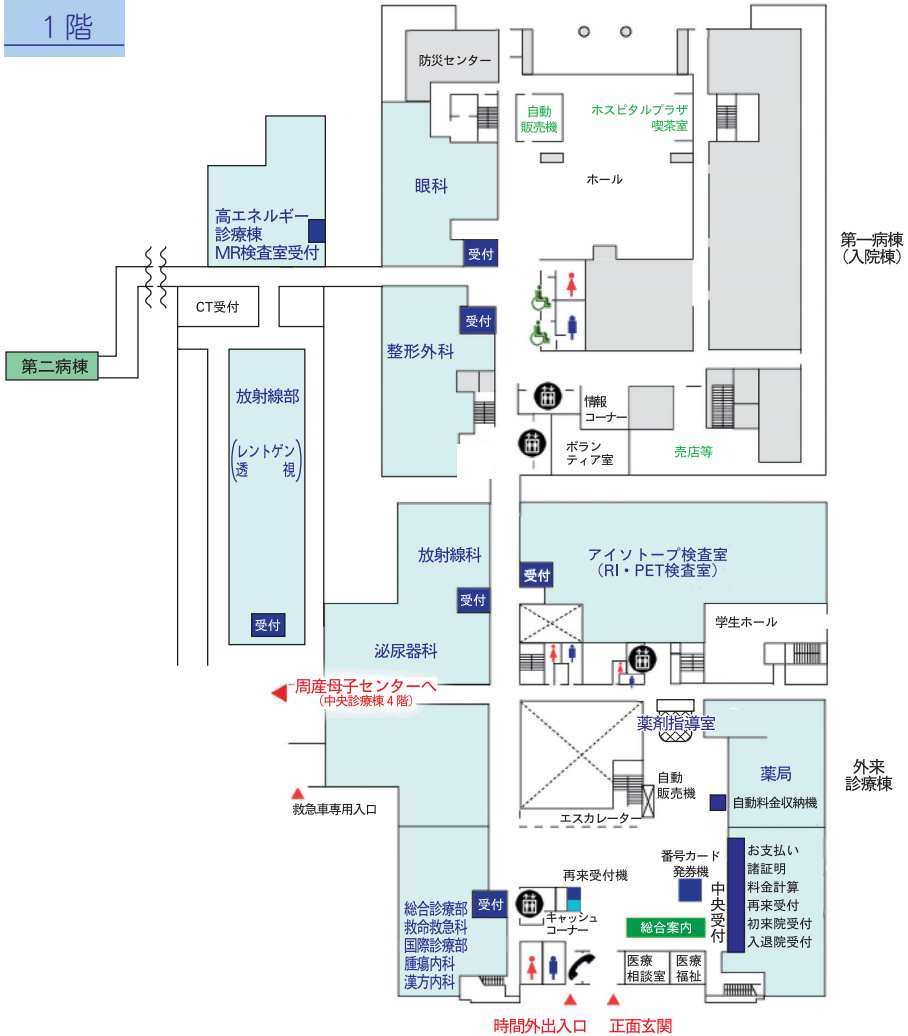 1階
防災センター
自動
販売機
ホスピタルプラザ
喫茶室
ホール
眼科
受付
高エネルギー
診療棟
MR検査室受付
第一病棟
(入院棟)
CT受付
受付
整形外科
第二病棟
放射線部
(レントゲン
透 視)
受付
情報
コーナー
ボラン
ティア室
売店等
放射線科
受付
泌尿器科
アイソトープ検査室
(RI・PET検査室)
受付
学生ホール
周産母子センターへ
(中央診療棟4階)
薬剤指導室
薬局
自動料金収納機
外来
診療棟
自動
販売機
エスカレーター
救急車専用入口
番号カード
発券機
再来受付機
キャッシュ
コーナー
総合案内
中央受付
お支払い
諸証明
料金計算
再来受付
初来院受付
入退院受付
受付
総合診療部
救命救急科
国際診療部
腫瘍内科
漢方内科
医療
相談室
医療
福祉
時間外出入口
正面玄関